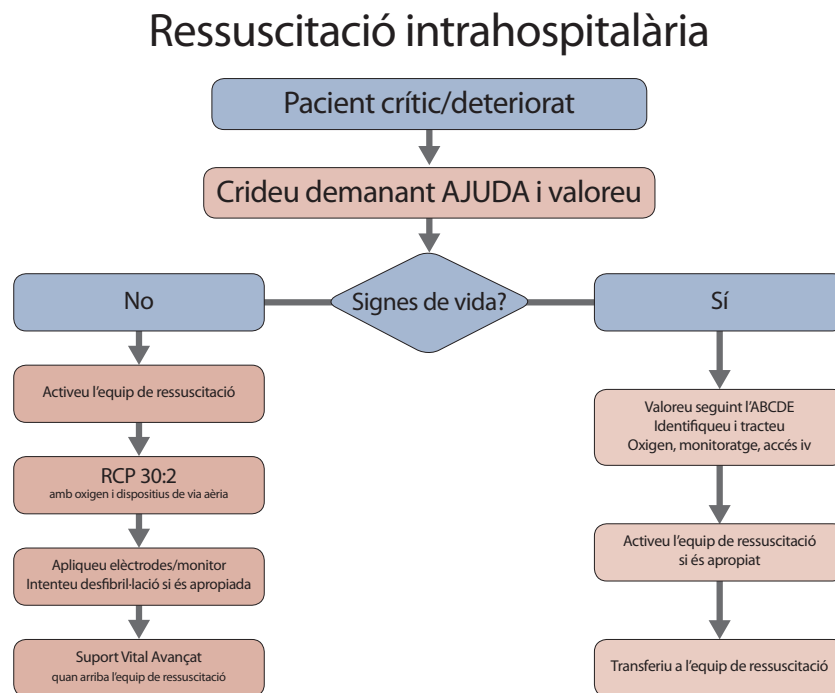 Ressuscitació intrahospitalària
Pacient crític/deteriorat
Crideu demanant AJUDA i valoreu
Signes de vida?
No
Activeu l'equip de ressuscitació
RCP 30:2
amb oxigen i dispositius de via aèria
Apliqueu elèctrodes/monitor
Intenteu desfibril·lació si és apropiada
Suport Vital Avançat
quan arriba l'equip de ressuscitació
Sí
Valoreu seguint l'ABCDE
Identifiqueu i tracteu
Oxigen, monitoratge, accés iv
Activeu l'equip de ressuscitació
si és apropiat
Transferiu a l'equip de ressuscitació